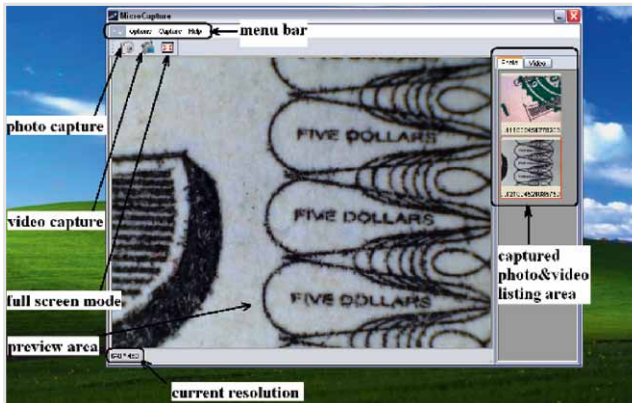 MicroCapture
Options Capture Help
menu bar
Photo Video
photo capture
FIVE DOLLARS
video capture
FIVE DOLLARS
captured
photo&video
listing area
full screen mode
FIVE DOLLARS
preview area
current resolution